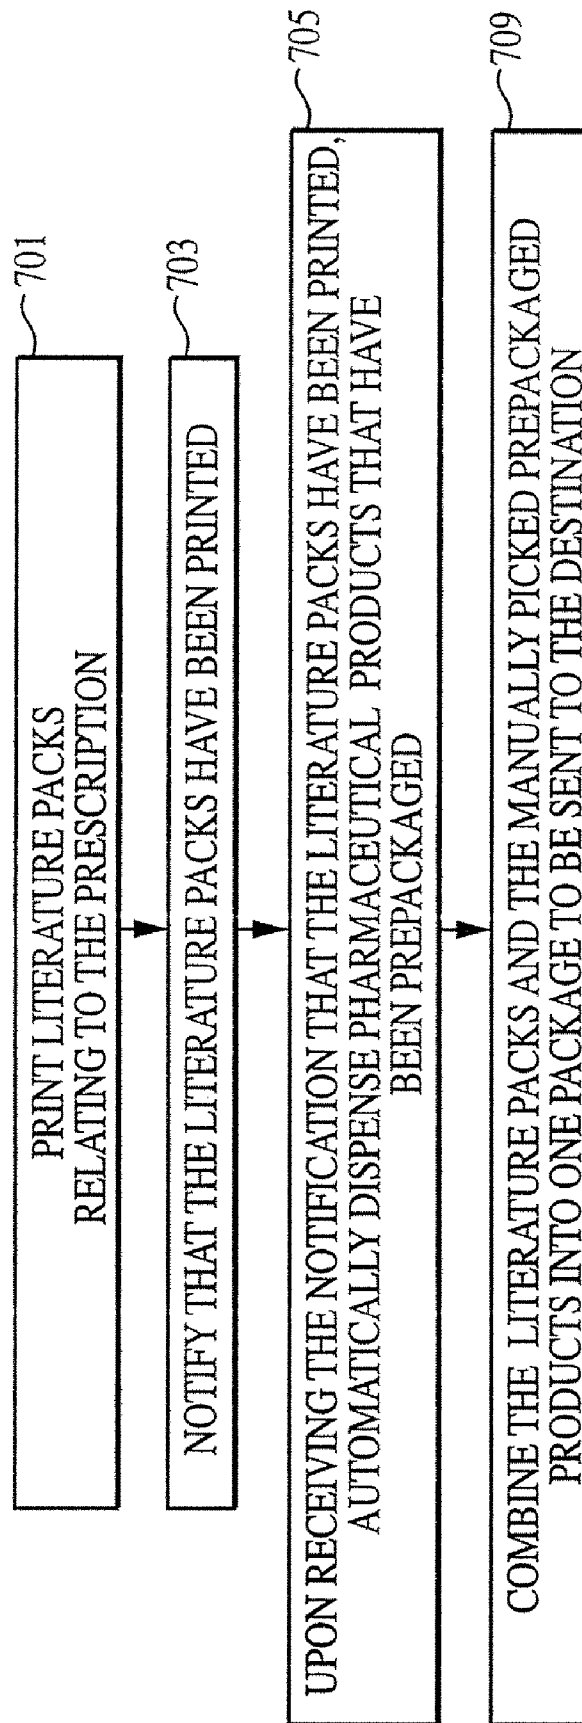 701
PRINT LITERATURE PACKS
RELATING TO THE PRESCRIPTION
703
NOTIFY THAT THE LITERATURE PACKS HAVE BEEN PRINTED
705
UPON RECEIVING THE NOTIFICATION THAT THE LITERATURE PACKS HAVE BEEN PRINTED,
AUTOMATICALLY DISPENSE PHARMACEUTICAL PRODUCTS THAT HAVE
BEEN PREPACKAGED
709
COMBINE THE LITERATURE PACKS AND THE MANUALLY PICKED PREPACKAGED
PRODUCTS INTO ONE PACKAGE TO BE SENT TO THE DESTINATION